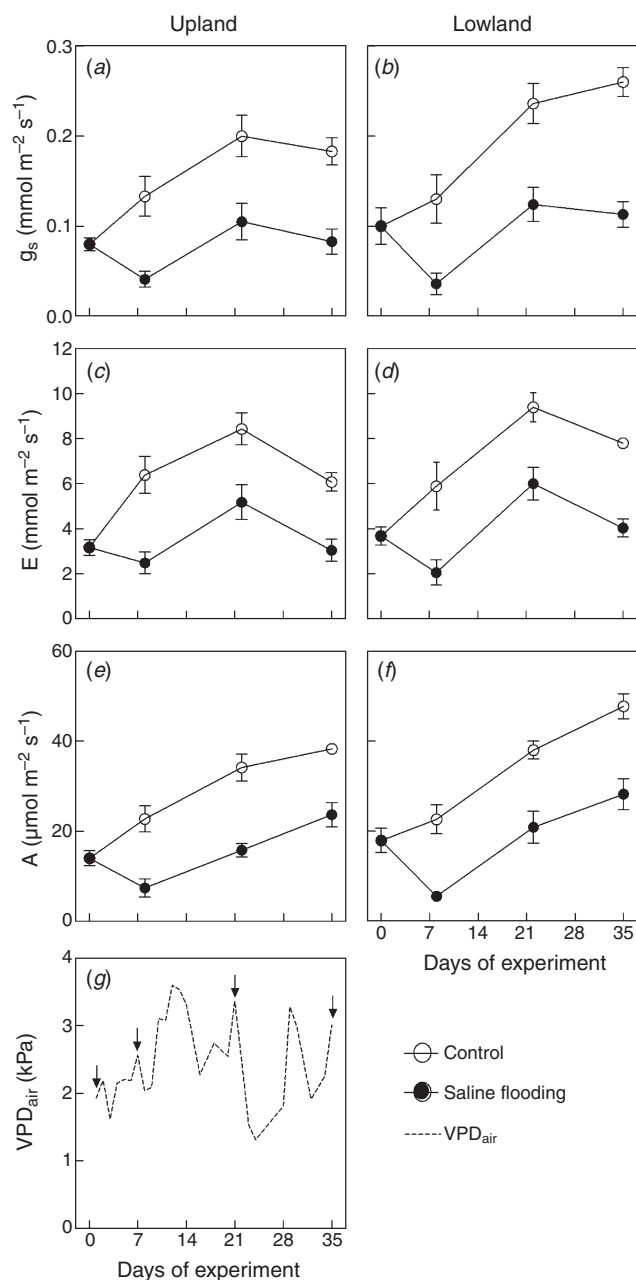 Upland
Lowland
0.3
(a)
(b)
0.2
gs (mmol m−2 s−1)
0.1
0.0
12
(c)
(d)
10
8
E (mmol m−2 s−1)
6
4
2
0
60
(e)
(f)
40
A (µmol m−2 s−1)
20
0
0 7 14 21 28 35
Days of experiment
4
(g)
3
VPDair (kPa)
2
1
0
0 7 14 21 28 35
Days of experiment
Control
Saline flooding
VPDair